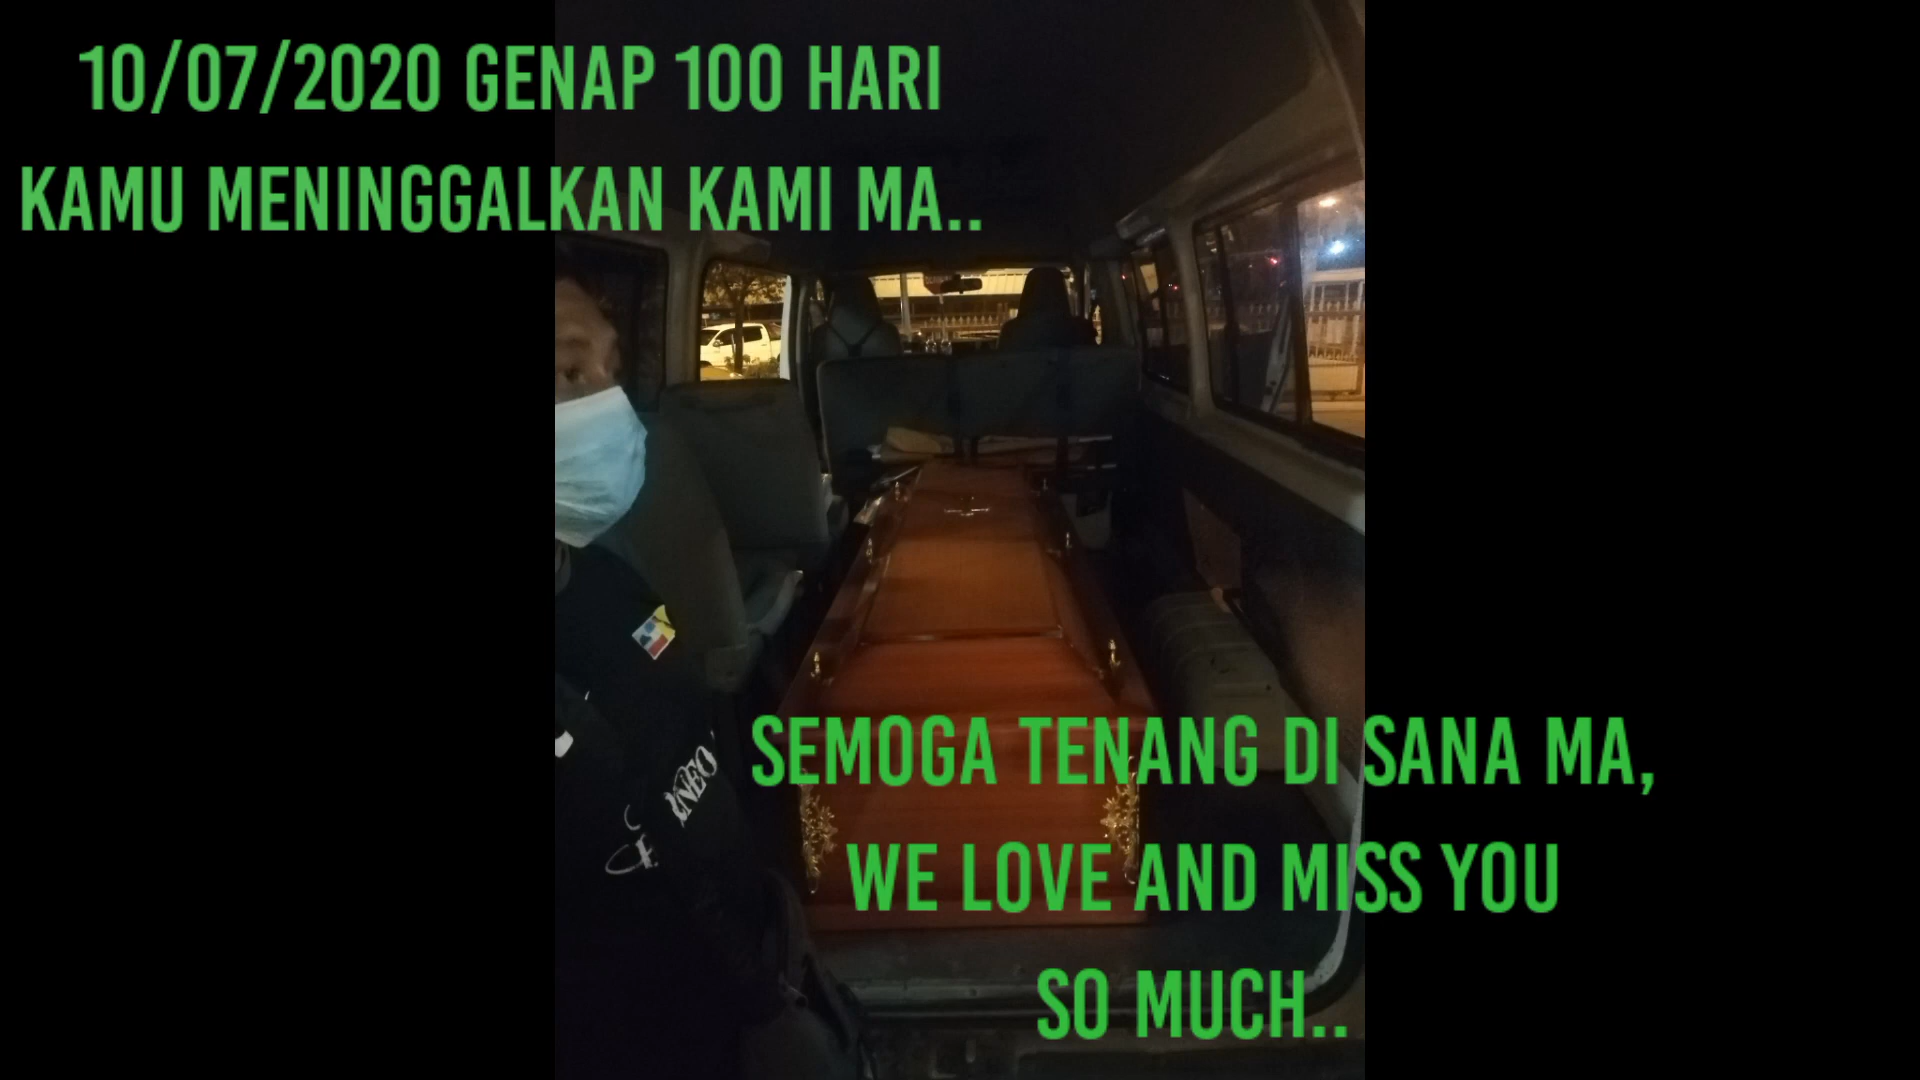 10/07/2020 GENAP 100 HARI
KAMU MENINGGALKAN KAMI MA..
SEMOGA TENANG DI SANA MA,
WE LOVE AND MISS YOU
SO MUCH..